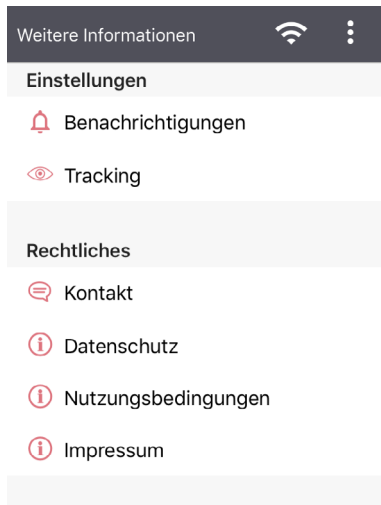 Weitere Informationen
Einstellungen
Benachrichtigungen
Tracking
Rechtliches
Kontakt
Datenschutz
Nutzungsbedingungen
Impressum